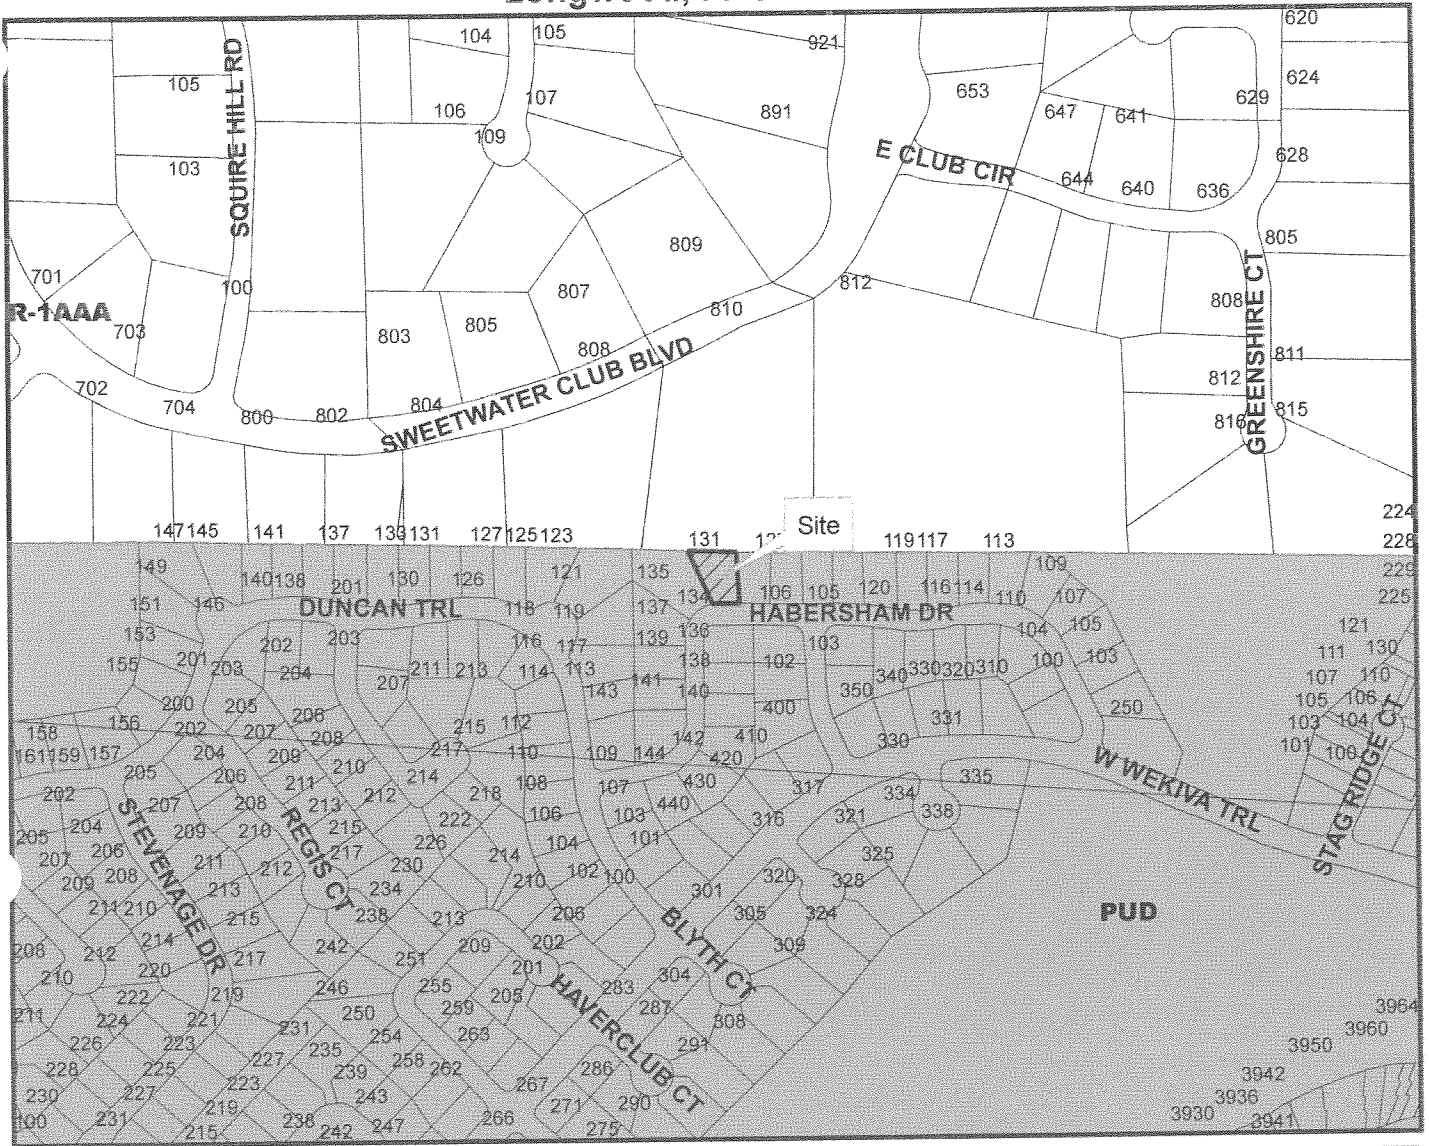 620
104 105 921
105 SQUIRE HILL RD 653 624
106 107 891 647 641 629
109
103 E CLUB CIR 628
644 640 636
809 805
701 100 807 810 812 808 GREENSHIRE CT
R-1AAA 703 803 805 808 811
702 812
704 800 802 804 SWEETWATER CLUB BLVD 816 815
224
147 145 141 137 133 131 127 125 123 131 Site 119 117 113 228
149 140 138 201 130 126 121 135 109 229
134 106 105 120 116 114 110 107 225
151 146 DUNCAN TRL 118 119 137 HABERSHAM DR
153 202 203 116 117 139 136 103 104 105 121
155 201 203 204 211 213 114 113 138 102 340 330 320 310 100 103 111 130
207 143 141 140 350 107 110
200 205 206 215 112 400 331 250 105 106
158 156 202 207 208 217 110 142 410 330 103 104
161 159 157 204 209 210 109 144 420 101 100
205 206 211 214 108 107 430 317 335 W WEKIVA TRL STAG RIDGE CT
202 207 208 213 212 218 106 103 440 316 321 334 338
205 204 STEVENAGE DR 209 210 REGIS CT 215 222 104 101
207 206 211 212 217 226 214 325
209 208 213 230 210 102 100 301 320 328
211 210 215 234 238 213 206 305 324 PUD
208 212 214 217 242 251 209 202 BLYTH CT 309
210 220 219 246 255 201 205 283 304
211 222 221 250 259 HAVERCLUB CT 287 308 3964
224 231 254 263 291 3960
226 223 227 235 258 262 286 3950
228 225 223 239 267 3942
230 227 219 243 271 290 3936
100 231 215 238 242 247 266 275 3930 3941